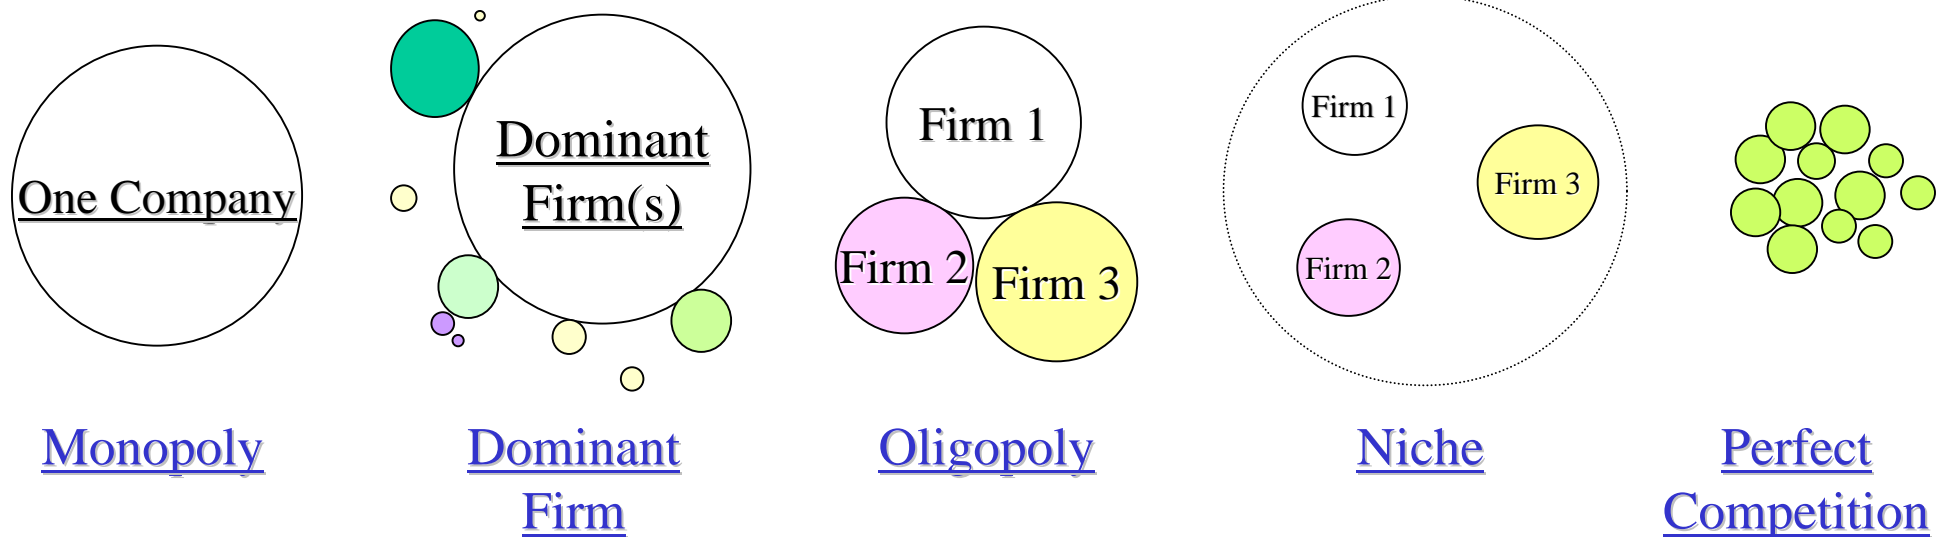 One Company
Dominant
Firm(s)
Firm 1
Firm 2
Firm 3
Firm 1
Firm 3
Firm 2
Monopoly
Dominant
Firm
Oligopoly
Niche
Perfect
Competition